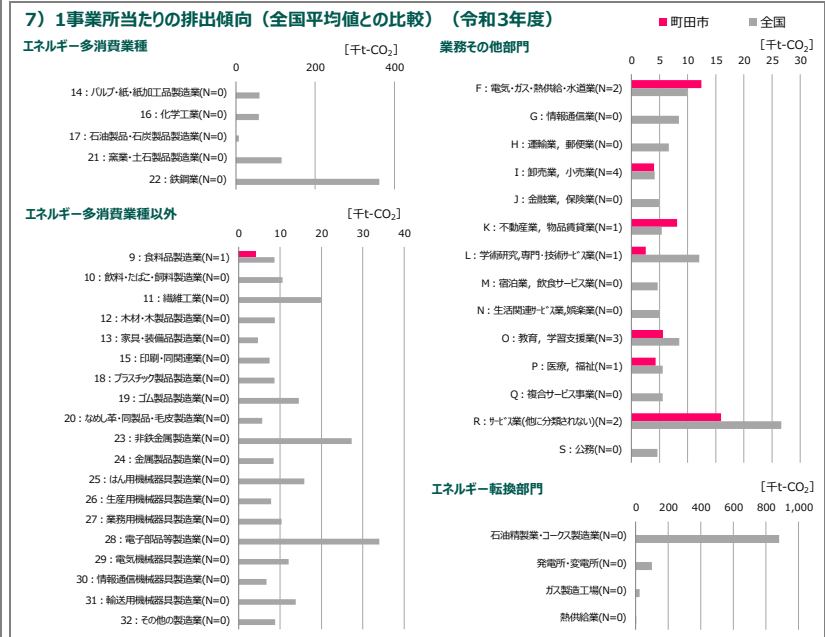 7）1事業所当たりの排出傾向（全国平均値との比較）（令和3年度）
町田市
全国
エネルギー多消費業種
［千t-CO₂］
0 200 400
14：パルプ・紙・紙加工品製造業(N=0)
16：化学工業(N=0)
17：石油製品・石炭製品製造業(N=0)
21：窯業・土石製品製造業(N=0)
22：鉄鋼業(N=0)
エネルギー多消費業種以外
［千t-CO₂］
0 10 20 30 40
9：食料品製造業(N=1)
10：飲料・たばこ・飼料製造業(N=0)
11：繊維工業(N=0)
12：木材・木製品製造業(N=0)
13：家具・装備品製造業(N=0)
15：印刷・同関連業(N=0)
18：プラスチック製品製造業(N=0)
19：ゴム製品製造業(N=0)
20：なめし革・同製品・毛皮製造業(N=0)
23：非鉄金属製造業(N=0)
24：金属製品製造業(N=0)
25：はん用機械器具製造業(N=0)
26：生産用機械器具製造業(N=0)
27：業務用機械器具製造業(N=0)
28：電子部品等製造業(N=0)
29：電気機械器具製造業(N=0)
30：情報通信機械器具製造業(N=0)
31：輸送用機械器具製造業(N=0)
32：その他の製造業(N=0)
業務その他部門
［千t-CO₂］
0 5 10 15 20 25 30
F：電気・ガス・熱供給・水道業(N=2)
G：情報通信業(N=0)
H：運輸業，郵便業(N=0)
I：卸売業，小売業(N=4)
J：金融業，保険業(N=0)
K：不動産業，物品賃貸業(N=1)
L：学術研究,専門・技術サービス業(N=1)
M：宿泊業，飲食サービス業(N=0)
N：生活関連サービス業,娯楽業(N=0)
O：教育，学習支援業(N=3)
P：医療，福祉(N=1)
Q：複合サービス事業(N=0)
R：サービス業(他に分類されない)(N=2)
S：公務(N=0)
エネルギー転換部門
［千t-CO₂］
0 200 400 600 800 1,000
石油精製業・コークス製造業(N=0)
発電所・変電所(N=0)
ガス製造工場(N=0)
熱供給業(N=0)